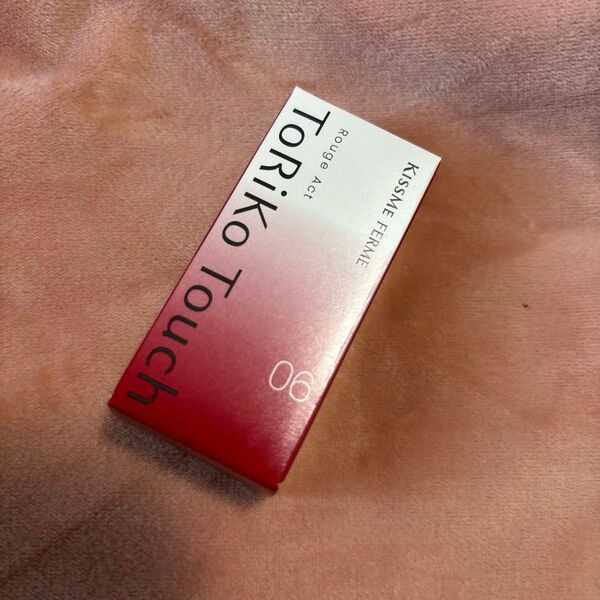 KISSME FERME
Rouge Act
ToRiKo Touch
06